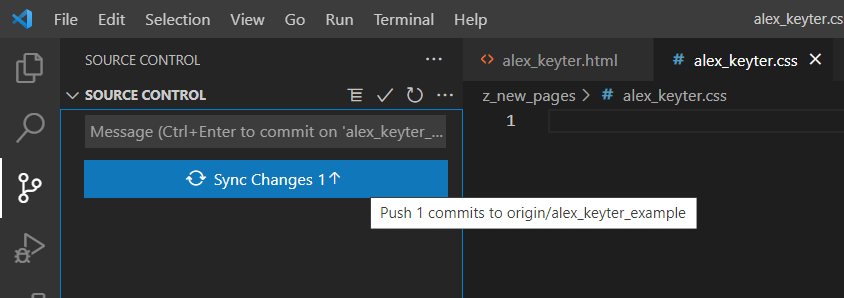 File Edit Selection View Go Run Terminal Help alex_keyter.cs
SOURCE CONTROL ...
SOURCE CONTROL ...
Message (Ctrl+Enter to commit on 'alex_keyter_...
Sync Changes 1↑
Push 1 commits to origin/alex_keyter_example
<> alex_keyter.html # alex_keyter.css ×
z_new_pages > # alex_keyter.css
1